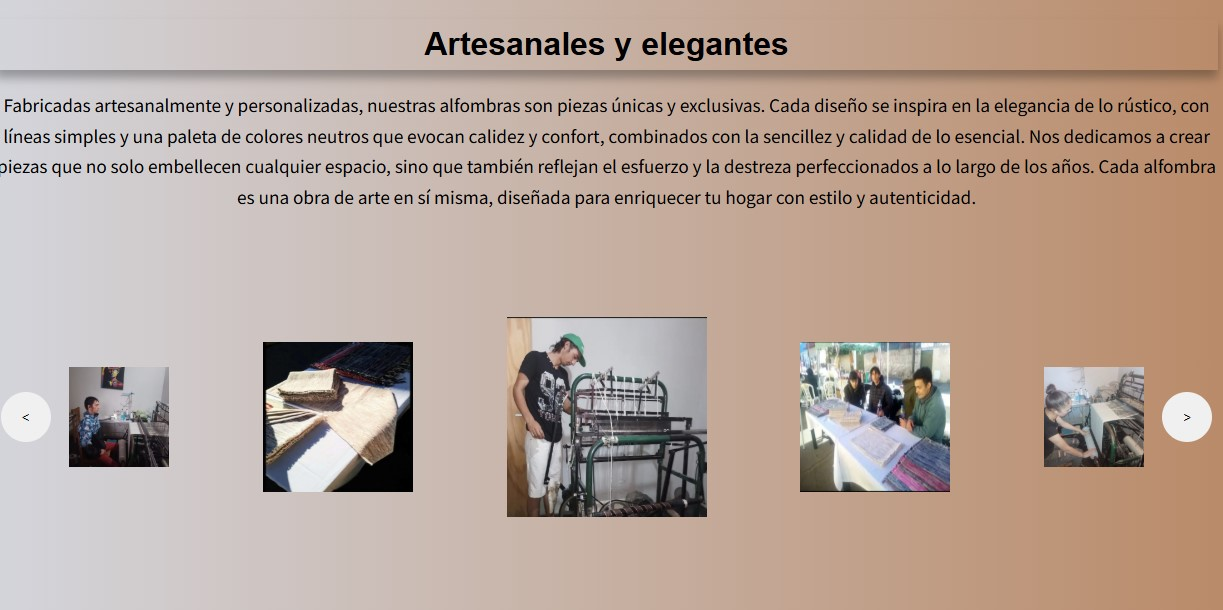 Artesanales y elegantes
Fabricadas artesanalmente y personalizadas, nuestras alfombras son piezas únicas y exclusivas. Cada diseño se inspira en la elegancia de lo rústico, con
líneas simples y una paleta de colores neutros que evocan calidez y confort, combinados con la sencillez y calidad de lo esencial. Nos dedicamos a crear
piezas que no solo embellecen cualquier espacio, sino que también reflejan el esfuerzo y la destreza perfeccionados a lo largo de los años. Cada alfombra
es una obra de arte en sí misma, diseñada para enriquecer tu hogar con estilo y autenticidad.
< >